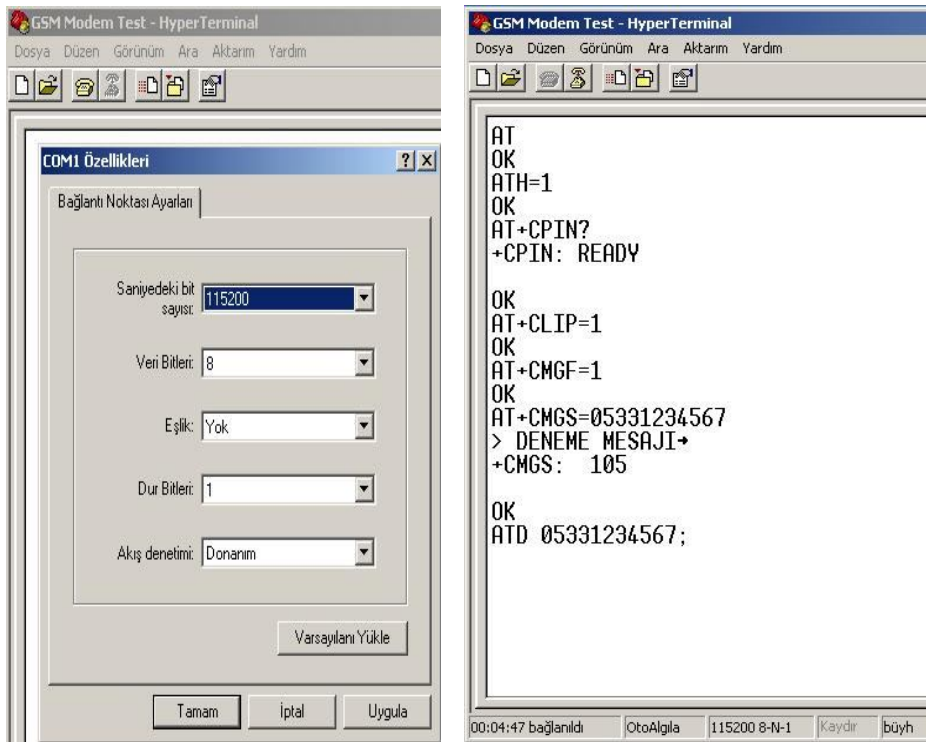 GSM Modem Test - HyperTerminal
Dosya Düzen Görünüm Ara Aktarım Yardım
COM1 Özellikleri
Bağlantı Noktası Ayarları
Saniyedeki bit
sayısı:
115200
Veri Bitleri: 8
Eşlik: Yok
Dur Bitleri: 1
Akış denetimi: Donanım
Varsayılanı Yükle
Tamam İptal Uygula
GSM Modem Test - HyperTerminal
Dosya Düzen Görünüm Ara Aktarım Yardım
AT
OK
ATH=1
OK
AT+CPIN?
+CPIN: READY
OK
AT+CLIP=1
OK
AT+CMGF=1
OK
AT+CMGS=05331234567
> DENEME MESAJI→
+CMGS: 105
OK
ATD 05331234567;
00:04:47 bağlanıldı OtoAlgıla 115200 8-N-1 Kaydır büyh